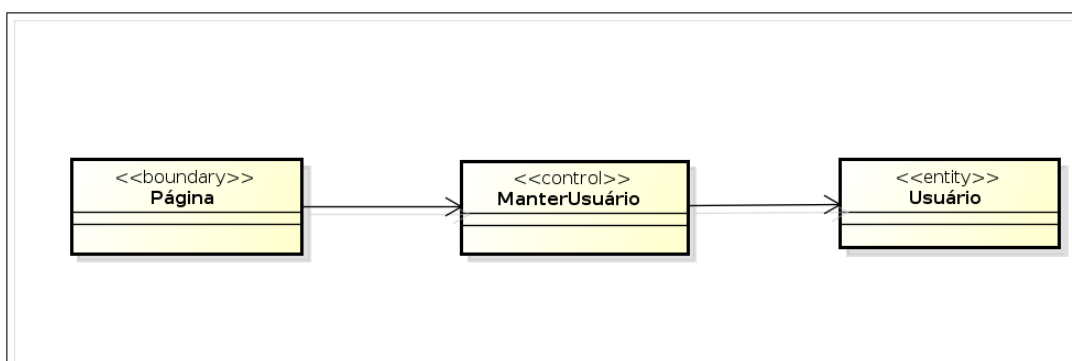 <<boundary>>
Página
<<control>>
ManterUsuário
<<entity>>
Usuário